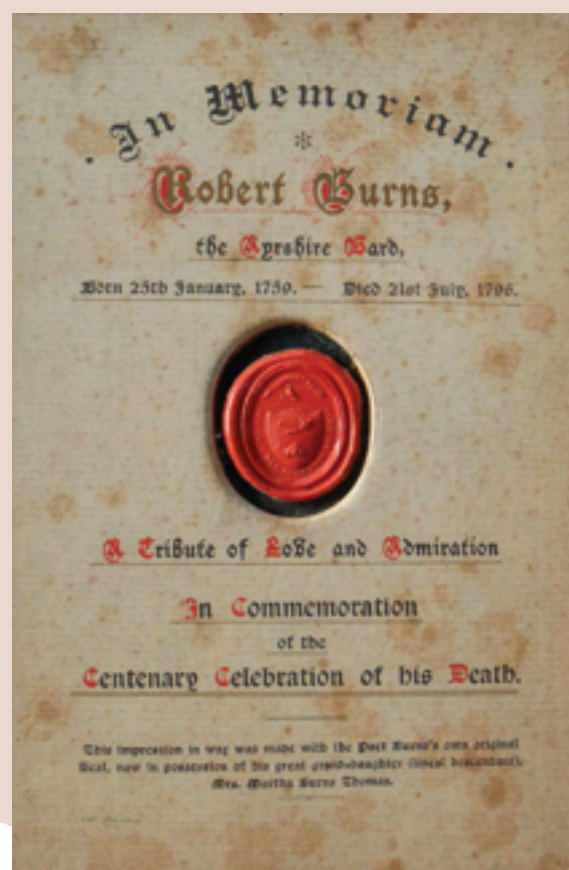 · In Memoriam ·
*
Robert Burns,
the Ayrshire Bard,
Born 25th January, 1759. — Died 21st July, 1796.
A Tribute of Love and Admiration
In Commemoration
of the
Centenary Celebration of his Death.
This impression in wax was made with the Poet Burns's own original
Seal, now in possession of his great grand-daughter (lineal descendant),
Mrs. Martha Burns Thomas.